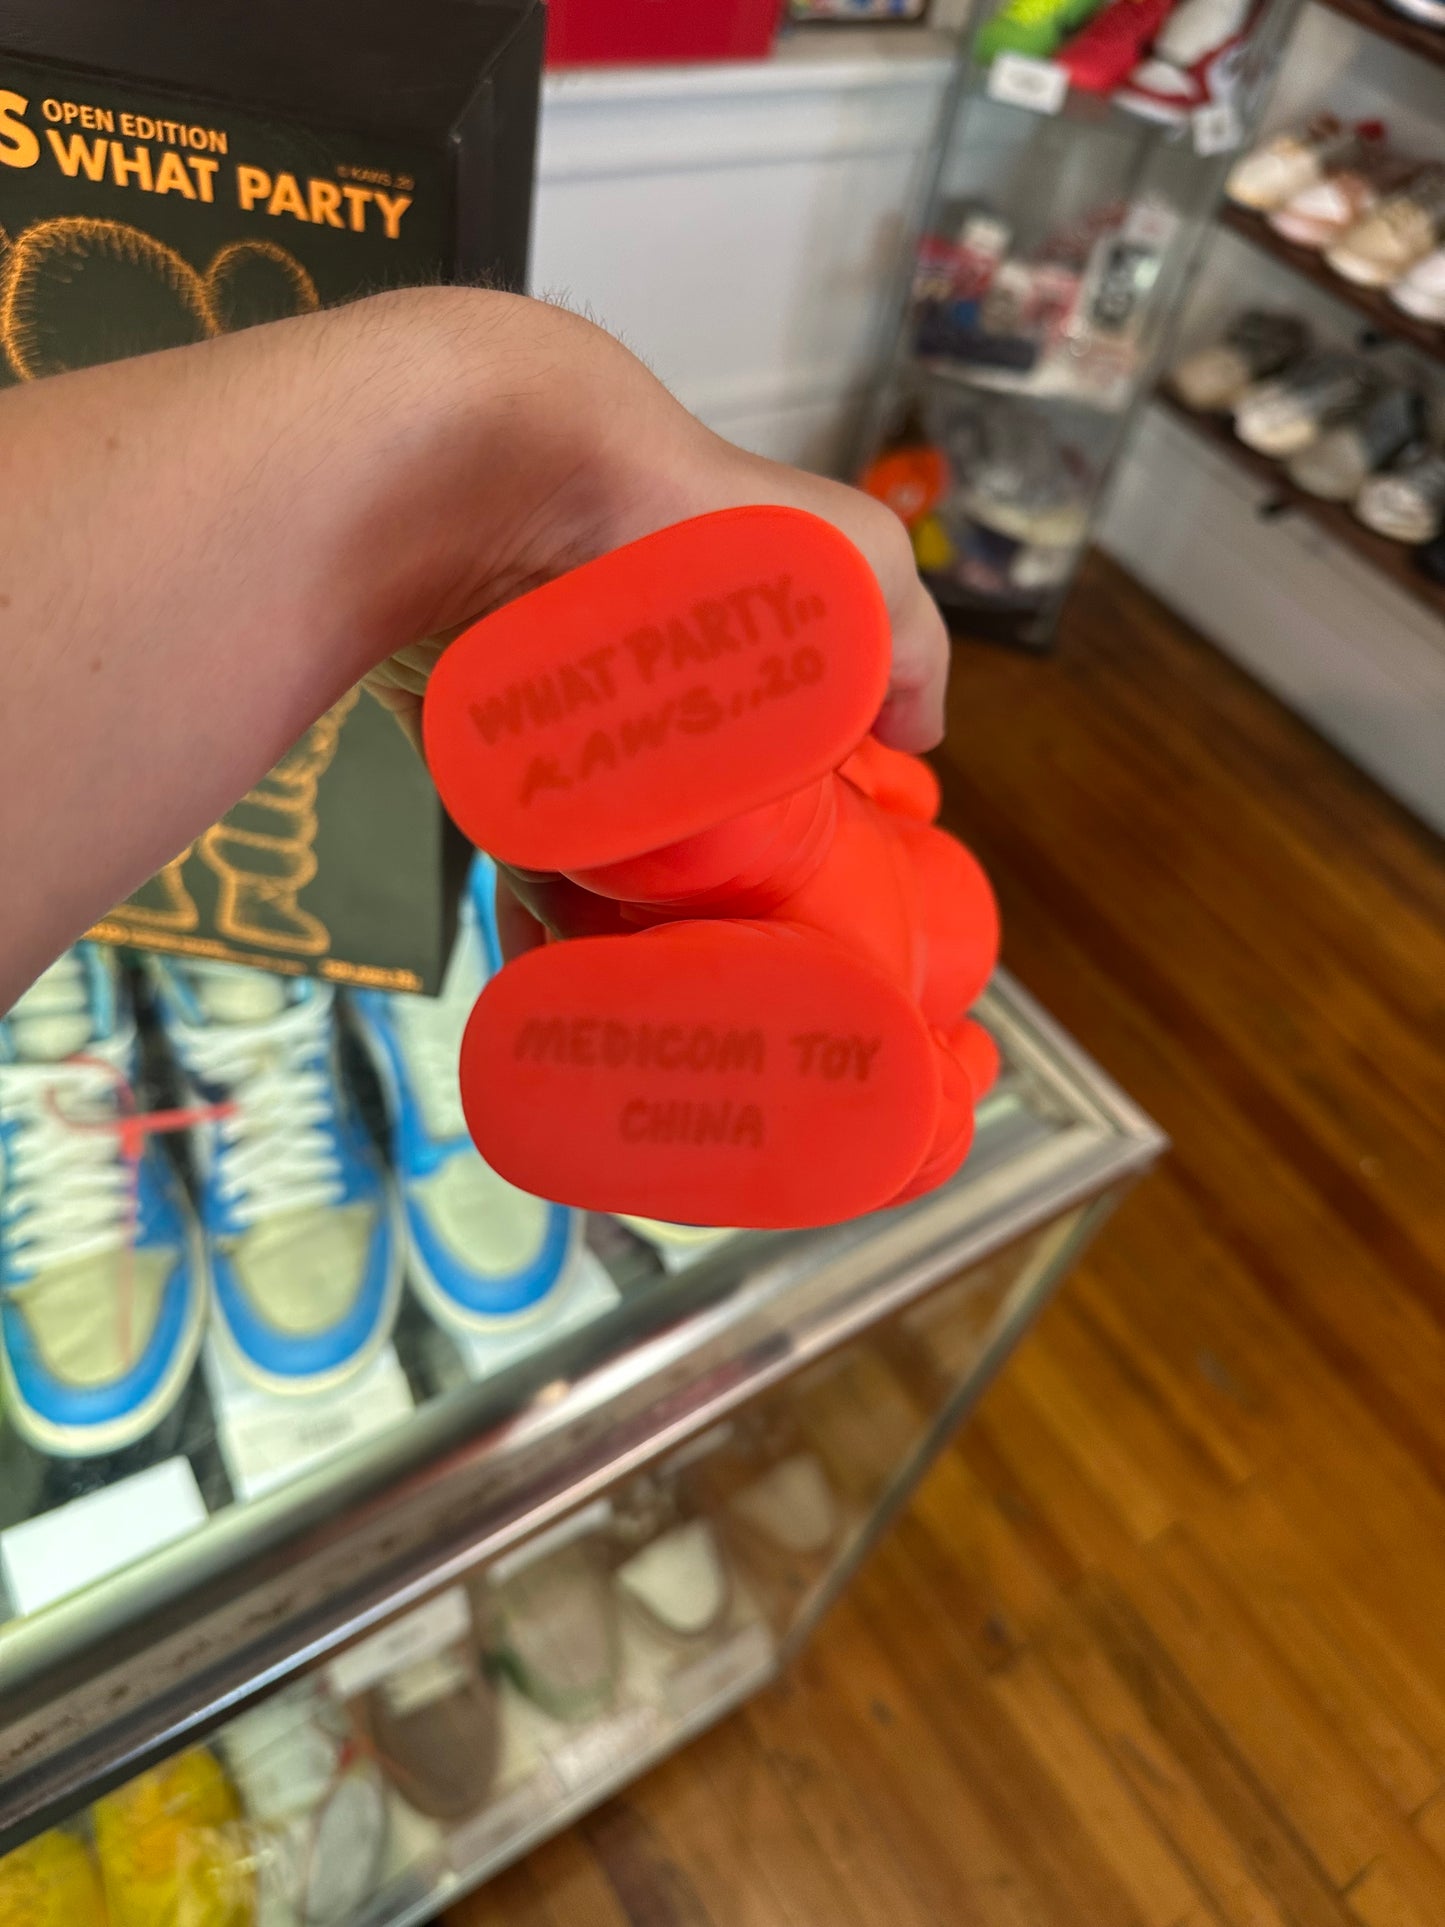 S OPEN EDITION
WHAT PARTY
© KAWS..20
WHAT PARTY..
KAWS...20
MEDICOM TOY
CHINA